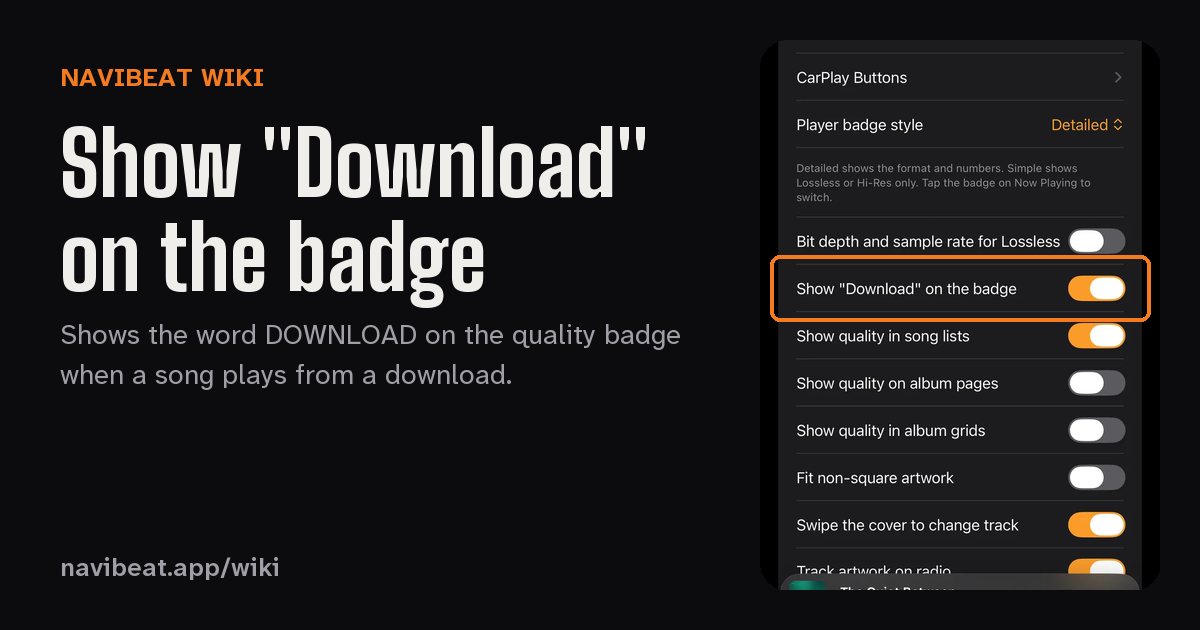 NAVIBEAT WIKI
Show "Download"
on the badge
Shows the word DOWNLOAD on the quality badge
when a song plays from a download.
navibeat.app/wiki
CarPlay Buttons
Player badge style
Detailed
Detailed shows the format and numbers. Simple shows
Lossless or Hi-Res only. Tap the badge on Now Playing to
switch.
Bit depth and sample rate for Lossless
Show "Download" on the badge
Show quality in song lists
Show quality on album pages
Show quality in album grids
Fit non-square artwork
Swipe the cover to change track
Track artwork on radio